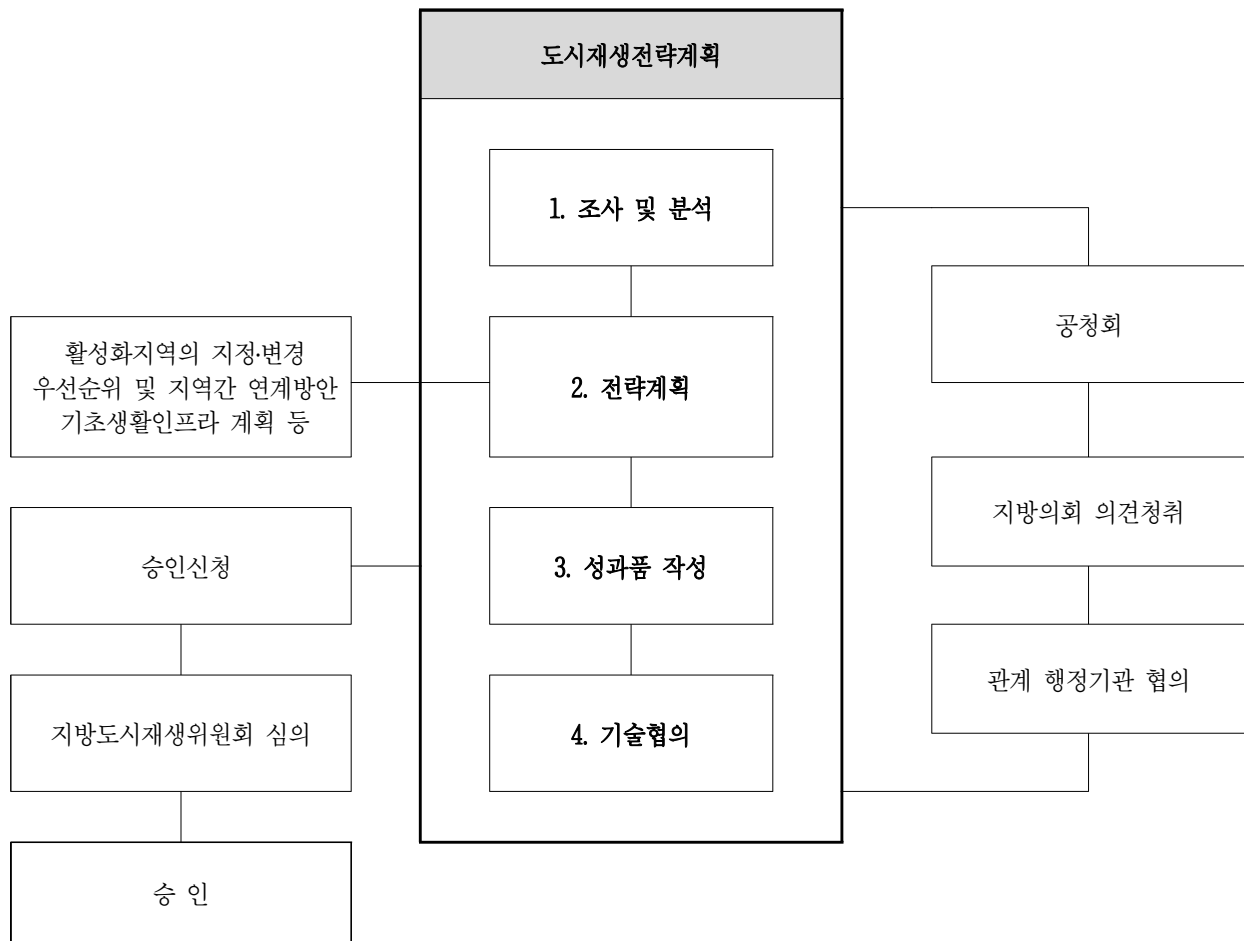 도시재생전략계획
1. 조사 및 분석
2. 전략계획
3. 성과품 작성
4. 기술협의
활성화지역의 지정·변경
우선순위 및 지역간 연계방안
기초생활인프라 계획 등
승인신청
지방도시재생위원회 심의
승 인
공청회
지방의회 의견청취
관계 행정기관 협의